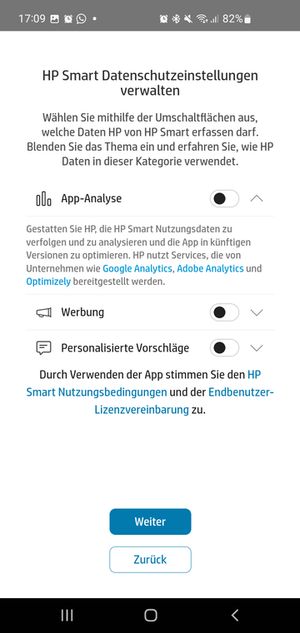 17:09
82%
HP Smart Datenschutzeinstellungen
verwalten
Wählen Sie mithilfe der Umschaltflächen aus,
welche Daten HP von HP Smart erfassen darf.
Blenden Sie das Thema ein und erfahren Sie, wie HP
Daten in dieser Kategorie verwendet.
App-Analyse
Gestatten Sie HP, die HP Smart Nutzungsdaten zu
verfolgen und zu analysieren und die App in künftigen
Versionen zu optimieren. HP nutzt Services, die von
Unternehmen wie Google Analytics, Adobe Analytics und
Optimizely bereitgestellt werden.
Werbung
Personalisierte Vorschläge
Durch Verwenden der App stimmen Sie den HP
Smart Nutzungsbedingungen und der Endbenutzer-
Lizenzvereinbarung zu.
Weiter
Zurück